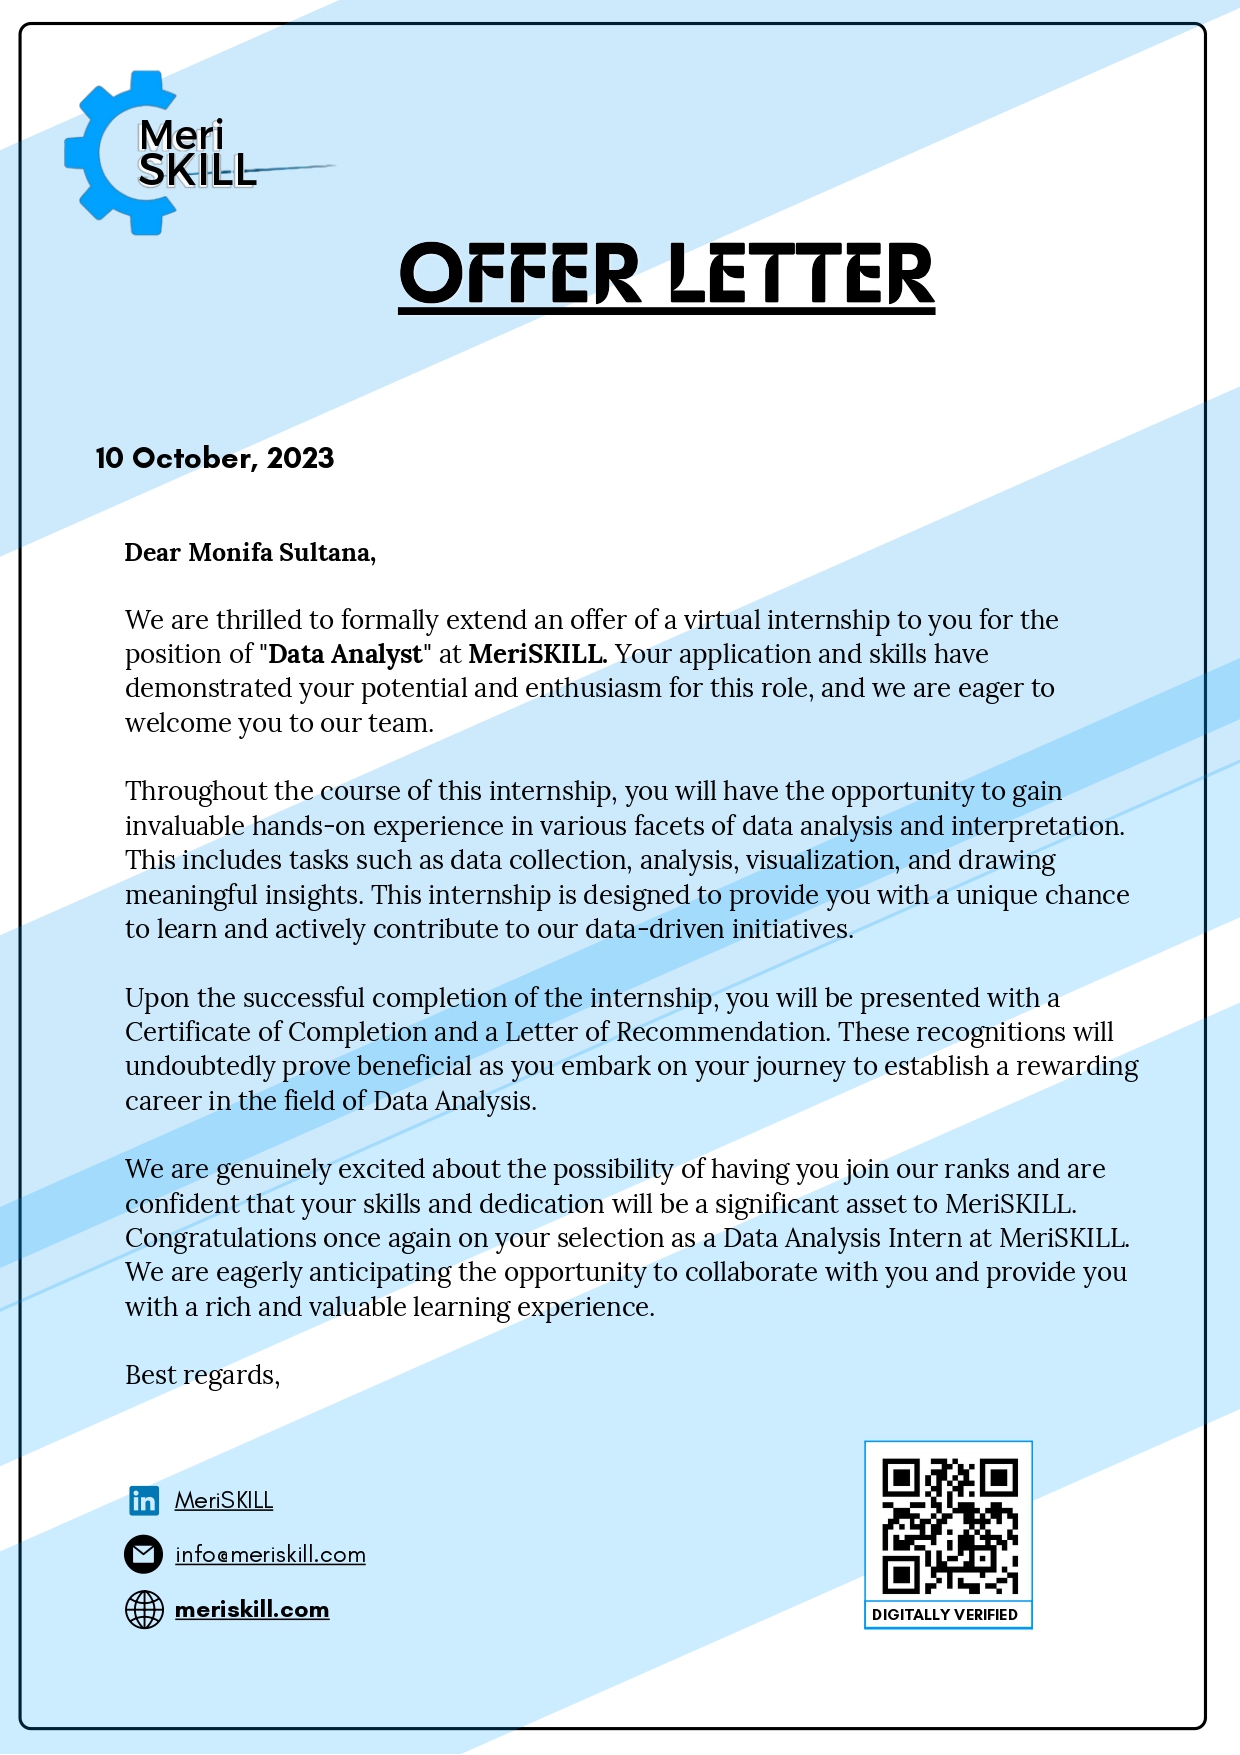 Meri
SKILL
OFFER LETTER
10 October, 2023
Dear Monifa Sultana,
We are thrilled to formally extend an offer of a virtual internship to you for the
position of "Data Analyst" at MeriSKILL. Your application and skills have
demonstrated your potential and enthusiasm for this role, and we are eager to
welcome you to our team.
Throughout the course of this internship, you will have the opportunity to gain
invaluable hands-on experience in various facets of data analysis and interpretation.
This includes tasks such as data collection, analysis, visualization, and drawing
meaningful insights. This internship is designed to provide you with a unique chance
to learn and actively contribute to our data-driven initiatives.
Upon the successful completion of the internship, you will be presented with a
Certificate of Completion and a Letter of Recommendation. These recognitions will
undoubtedly prove beneficial as you embark on your journey to establish a rewarding
career in the field of Data Analysis.
We are genuinely excited about the possibility of having you join our ranks and are
confident that your skills and dedication will be a significant asset to MeriSKILL.
Congratulations once again on your selection as a Data Analysis Intern at MeriSKILL.
We are eagerly anticipating the opportunity to collaborate with you and provide you
with a rich and valuable learning experience.
Best regards,
in MeriSKILL
info@meriskill.com
meriskill.com
DIGITALLY VERIFIED